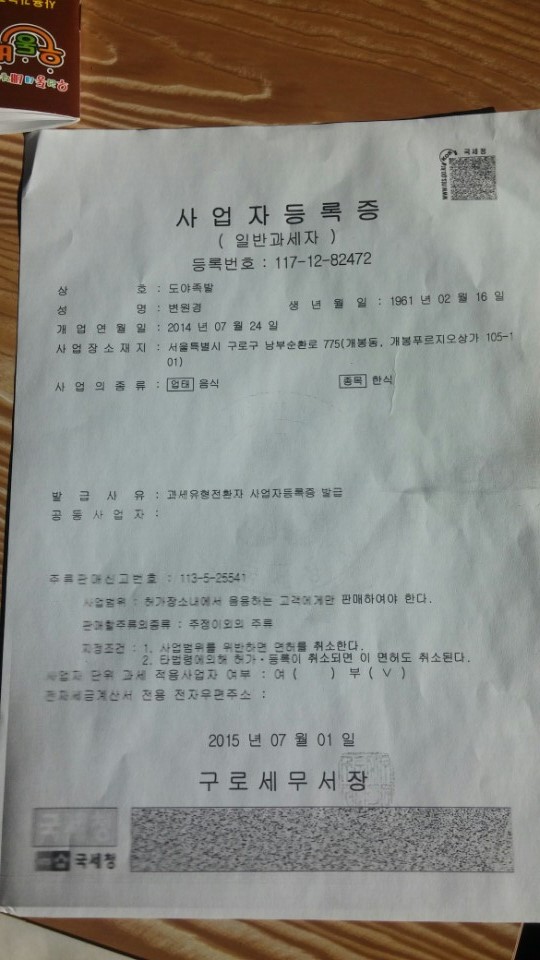 국세청
www.nts.go.kr
사 업 자 등 록 증
( 일반과세자 )
등록번호 : 117-12-82472
상 호 : 도야족발
성 명 : 변원경 생 년 월 일 : 1961 년 02 월 16 일
개 업 연 월 일 : 2014 년 07 월 24 일
사 업 장 소 재 지 : 서울특별시 구로구 남부순환로 775(개봉동, 개봉푸르지오상가 105-1
01)
사 업 의 종 류 : 업태 음식 종목 한식
발 급 사 유 : 과세유형전환자 사업자등록증 발급
공 동 사 업 자 :
주류판매신고번호 : 113-5-25541
사업범위 : 허가장소내에서 음용하는 고객에게만 판매하여야 한다.
판매할주류의종류 : 주정이외의 주류
지정조건 : 1. 사업범위를 위반하면 면허를 취소한다.
2. 타법령에의해 허가·등록이 취소되면 이 면허도 취소된다.
사업자 단위 과세 적용사업자 여부 : 여 ( ) 부 ( ∨ )
전자세금계산서 전용 전자우편주소 :
2015 년 07 월 01 일
구로세무서장
국세청
국세청